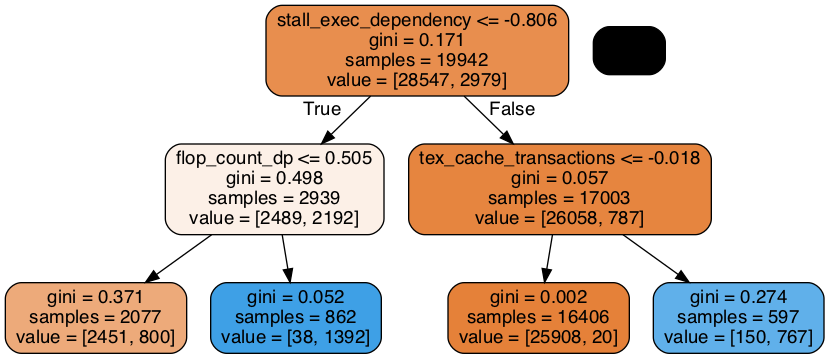 stall_exec_dependency <= -0.806
gini = 0.171
samples = 19942
value = [28547, 2979]
True
False
flop_count_dp <= 0.505
gini = 0.498
samples = 2939
value = [2489, 2192]
tex_cache_transactions <= -0.018
gini = 0.057
samples = 17003
value = [26058, 787]
gini = 0.371
samples = 2077
value = [2451, 800]
gini = 0.052
samples = 862
value = [38, 1392]
gini = 0.002
samples = 16406
value = [25908, 20]
gini = 0.274
samples = 597
value = [150, 767]